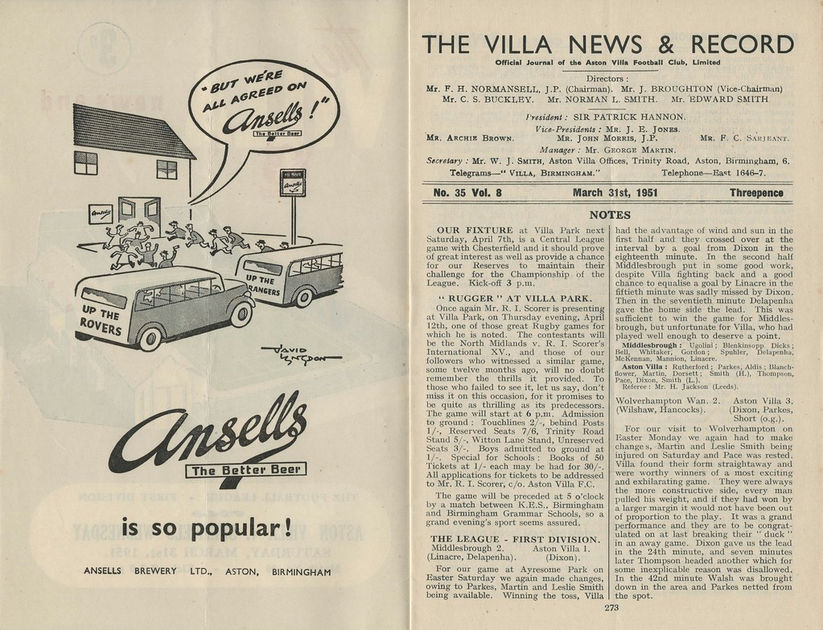 "BUT WE'RE
ALL AGREED ON
Ansells!"
The Better Beer
Ansells
UP THE
ROVERS
UP THE
RANGERS
DAVID
LANGDON
Ansells
The Better Beer
is so popular!
ANSELLS BREWERY LTD., ASTON, BIRMINGHAM
THE VILLA NEWS & RECORD
Official Journal of the Aston Villa Football Club, Limited
Directors :
Mr. F. H. NORMANSELL, J.P. (Chairman). Mr. J. BROUGHTON (Vice-Chairman)
Mr. C. S. BUCKLEY. Mr. NORMAN L. SMITH. Mr. EDWARD SMITH
President : SIR PATRICK HANNON.
Vice-Presidents : Mr. J. E. JONES.
Mr. ARCHIE BROWN. Mr. JOHN MORRIS, J.P. Mr. F. C. SARJEANT.
Manager : Mr. GEORGE MARTIN.
Secretary : Mr. W. J. SMITH, Aston Villa Offices, Trinity Road, Aston, Birmingham, 6.
Telegrams—" VILLA, BIRMINGHAM." Telephone—East 1646-7.
No. 35 Vol. 8 March 31st, 1951 Threepence
NOTES
OUR FIXTURE at Villa Park next
Saturday, April 7th, is a Central League
game with Chesterfield and it should prove
of great interest as well as provide a chance
for our Reserves to maintain their
challenge for the Championship of the
League. Kick-off 3 p.m.
" RUGGER " AT VILLA PARK.
Once again Mr. R. I. Scorer is presenting
at Villa Park, on Thursday evening, April
12th, one of those great Rugby games for
which he is noted. The contestants will
be the North Midlands v. R. I. Scorer's
International XV., and those of our
followers who witnessed a similar game,
some twelve months ago, will no doubt
remember the thrills it provided. To
those who failed to see it, let us say, don't
miss it on this occasion, for it promises to
be quite as thrilling as its predecessors.
The game will start at 6 p.m. Admission
to ground : Touchlines 2/-, behind Posts
1/-, Reserved Seats 7/6, Trinity Road
Stand 5/-, Witton Lane Stand, Unreserved
Seats 3/-. Boys admitted to ground at
1/-. Special for Schools : Books of 50
Tickets at 1/- each may be had for 30/-.
All applications for tickets to be addressed
to Mr. R. I. Scorer, c/o. Aston Villa F.C.
The game will be preceded at 5 o'clock
by a match between K.E.S., Birmingham
and Birmingham Grammar Schools, so a
grand evening's sport seems assured.
THE LEAGUE - FIRST DIVISION.
Middlesbrough 2. Aston Villa 1.
(Linacre, Delapenha). (Dixon).
For our game at Ayresome Park on
Easter Saturday we again made changes,
owing to Parkes, Martin and Leslie Smith
being available. Winning the toss, Villa
had the advantage of wind and sun in the
first half and they crossed over at the
interval by a goal from Dixon in the
eighteenth minute. In the second half
Middlesbrough put in some good work,
despite Villa fighting back and a good
chance to equalise a goal by Linacre in the
fiftieth minute was sadly missed by Dixon.
Then in the seventieth minute Delapenha
gave the home side the lead. This was
sufficient to win the game for Middles-
brough, but unfortunate for Villa, who had
played well enough to deserve a point.
Middlesbrough : Ugolini ; Blenkinsopp, Dicks ;
Bell, Whitaker, Gordon ; Spuhler, Delapenha,
McKennan, Mannion, Linacre.
Aston Villa : Rutherford ; Parkes, Aldis ; Blanch-
flower, Martin, Dorsett ; Smith (H.), Thompson,
Pace, Dixon, Smith (L.).
Referee : Mr. H. Jackson (Leeds).
Wolverhampton Wan. 2. Aston Villa 3.
(Wilshaw, Hancocks). (Dixon, Parkes,
Short (o.g.).
For our visit to Wolverhampton on
Easter Monday we again had to make
changes, Martin and Leslie Smith being
injured on Saturday and Pace was rested.
Villa found their form straightaway and
were worthy winners of a most exciting
and exhilarating game. They were always
the more constructive side, every man
pulled his weight, and if they had won by
a larger margin it would not have been out
of proportion to the play. It was a grand
performance and they are to be congrat-
ulated on at last breaking their " duck "
in an away game. Dixon gave us the lead
in the 24th minute, and seven minutes
later Thompson headed another which for
some inexplicable reason was disallowed.
In the 42nd minute Walsh was brought
down in the area and Parkes netted from
the spot.
273